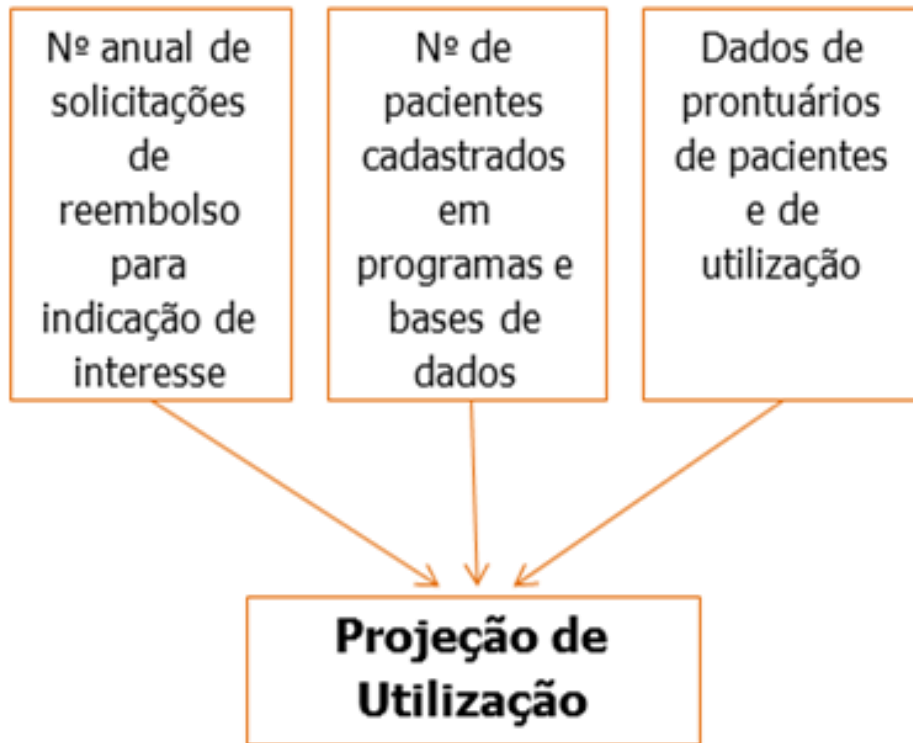 Nº anual de
solicitações
de
reembolso
para
indicação de
interesse
Nº de
pacientes
cadastrados
em
programas e
bases de
dados
Dados de
prontuários
de pacientes
e de
utilização
Projeção de
Utilização